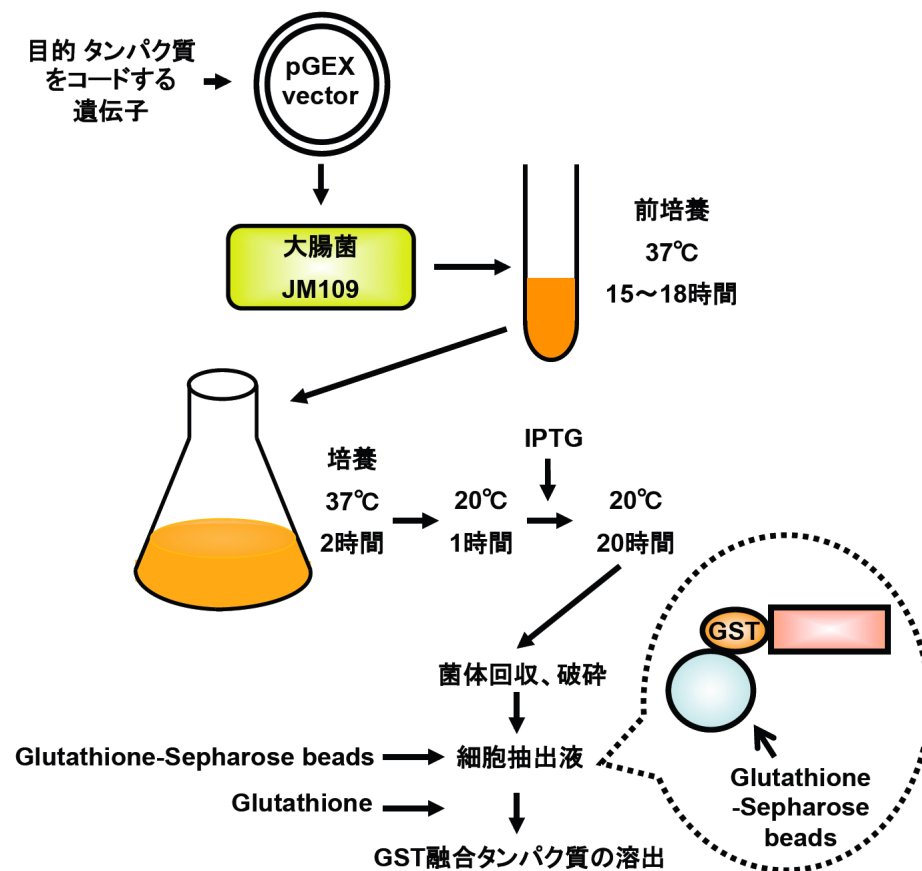 目的 タンパク質
をコードする
遺伝子
pGEX
vector
大腸菌
JM109
前培養
37℃
15～18時間
培養
37℃
2時間
20℃
1時間
IPTG
20℃
20時間
菌体回収、破砕
Glutathione-Sepharose beads
細胞抽出液
Glutathione
GST融合タンパク質の溶出
GST
Glutathione
-Sepharose
beads